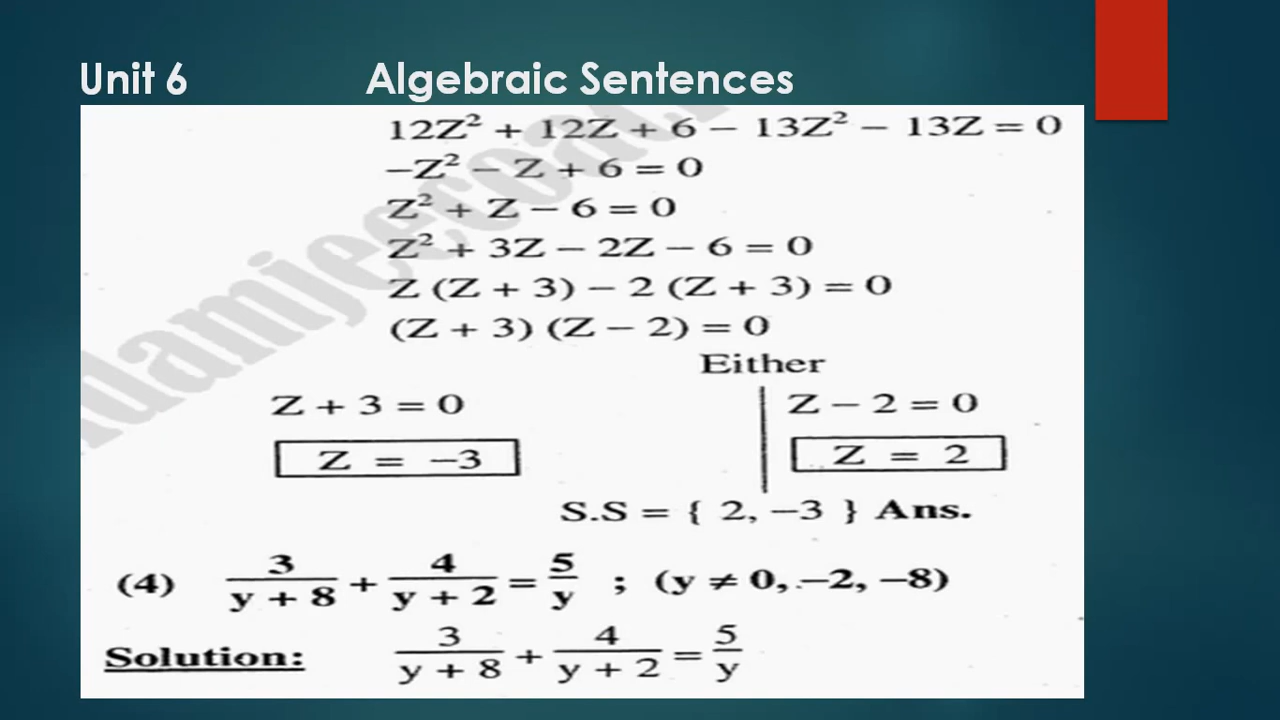 Unit 6 Algebraic Sentences
12Z² + 12Z + 6 − 13Z² − 13Z = 0
−Z² − Z + 6 = 0
Z² + Z − 6 = 0
Z² + 3Z − 2Z − 6 = 0
Z (Z + 3) − 2 (Z + 3) = 0
(Z + 3) (Z − 2) = 0
Either
Z + 3 = 0 | Z − 2 = 0
Z = −3 | Z = 2
S.S = { 2, −3 } Ans.
(4) 3/(y + 8) + 4/(y + 2) = 5/y ; (y ≠ 0, −2, −8)
Solution: 3/(y + 8) + 4/(y + 2) = 5/y